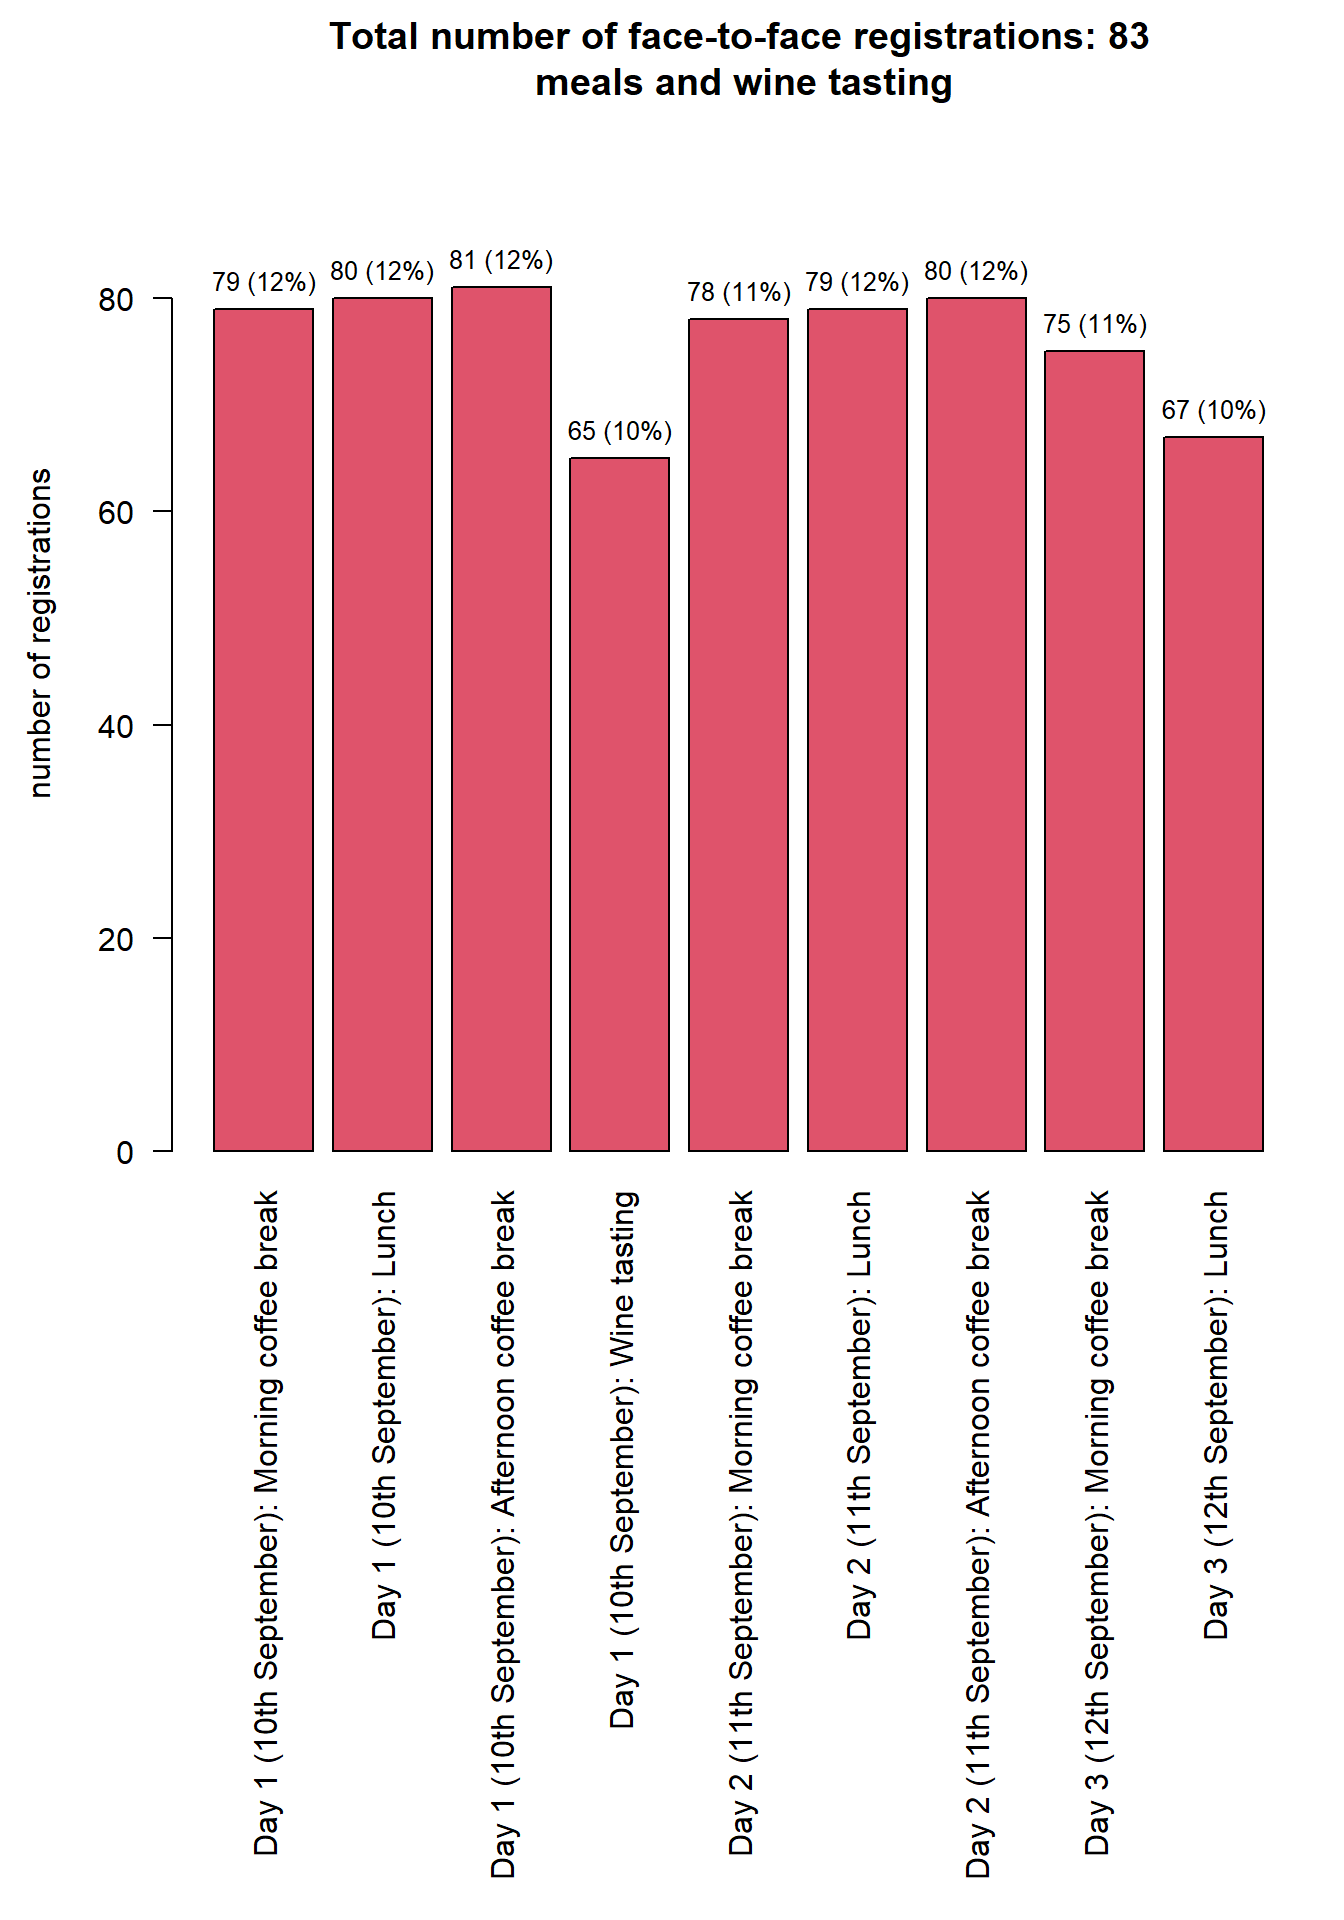 Total number of face-to-face registrations: 83
meals and wine tasting
79 (12%)
80 (12%)
81 (12%)
65 (10%)
78 (11%)
79 (12%)
80 (12%)
75 (11%)
67 (10%)
number of registrations
80
60
40
20
0
Day 1 (10th September): Morning coffee break
Day 1 (10th September): Lunch
Day 1 (10th September): Afternoon coffee break
Day 1 (10th September): Wine tasting
Day 2 (11th September): Morning coffee break
Day 2 (11th September): Lunch
Day 2 (11th September): Afternoon coffee break
Day 3 (12th September): Morning coffee break
Day 3 (12th September): Lunch